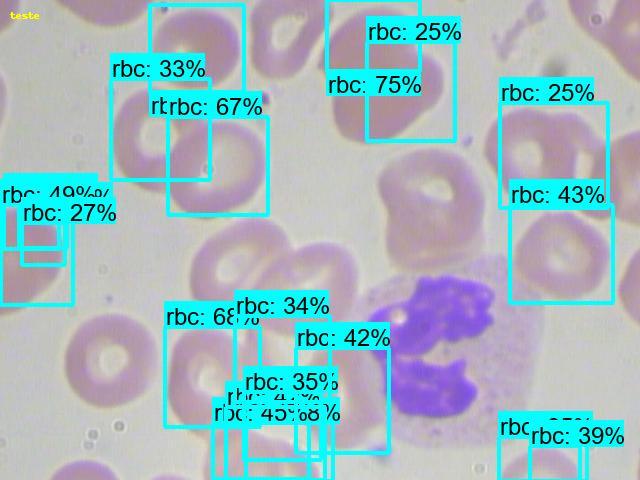 teste
rbc: 25%
rbc: 33%
rbc: 75%
rbc: 67%
rbc: 25%
rbc: 43%
rbc: 27%
rbc: 34%
rbc: 68%
rbc: 42%
rbc: 35%
rbc: 39%